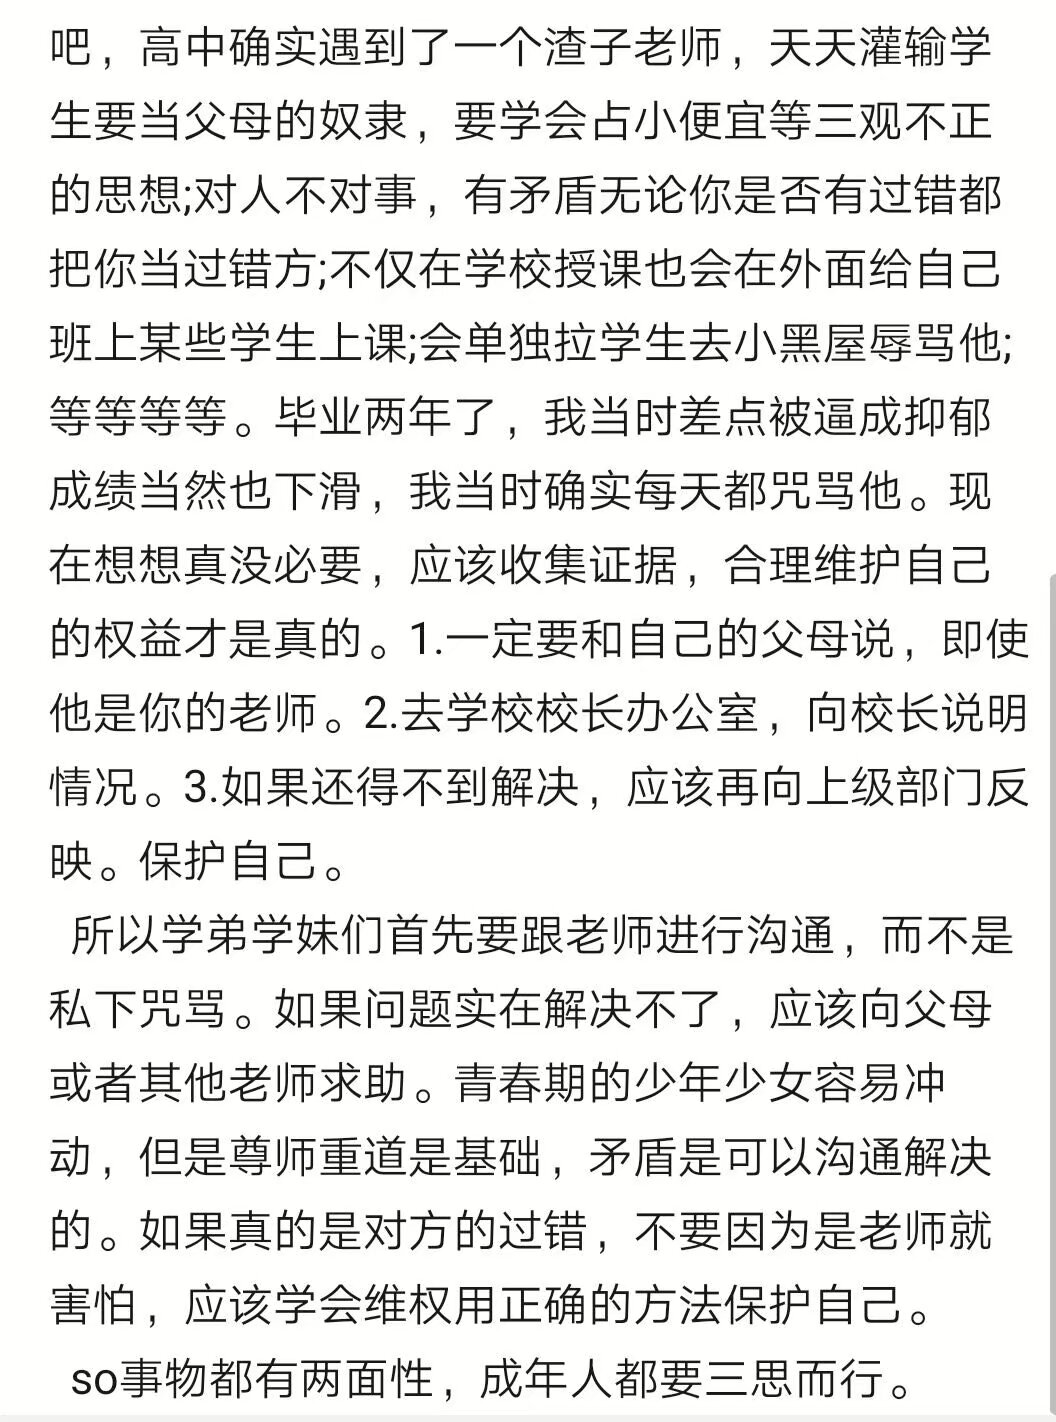 吧，高中确实遇到了一个渣子老师，天天灌输学
生要当父母的奴隶，要学会占小便宜等三观不正
的思想;对人不对事，有矛盾无论你是否有过错都
把你当过错方;不仅在学校授课也会在外面给自己
班上某些学生上课;会单独拉学生去小黑屋辱骂他;
等等等等。毕业两年了，我当时差点被逼成抑郁
成绩当然也下滑，我当时确实每天都咒骂他。现
在想想真没必要，应该收集证据，合理维护自己
的权益才是真的。1.一定要和自己的父母说，即使
他是你的老师。2.去学校校长办公室，向校长说明
情况。3.如果还得不到解决，应该再向上级部门反
映。保护自己。
所以学弟学妹们首先要跟老师进行沟通，而不是
私下咒骂。如果问题实在解决不了，应该向父母
或者其他老师求助。青春期的少年少女容易冲
动，但是尊师重道是基础，矛盾是可以沟通解决
的。如果真的是对方的过错，不要因为是老师就
害怕，应该学会维权用正确的方法保护自己。
so事物都有两面性，成年人都要三思而行。